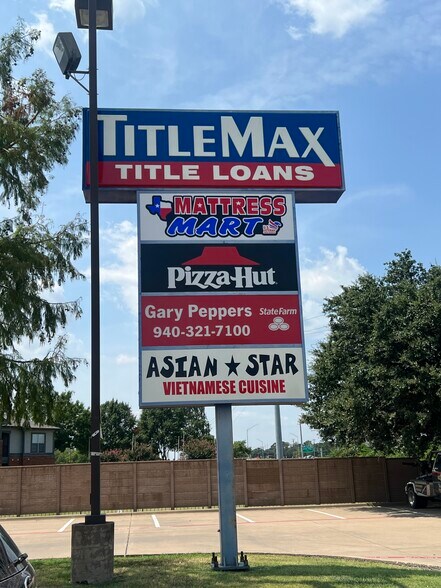 TITLEMAX
TITLE LOANS
MATTRESS
MART
Pizza Hut
Gary Peppers
940-321-7100
StateFarm
ASIAN ★ STAR
VIETNAMESE CUISINE